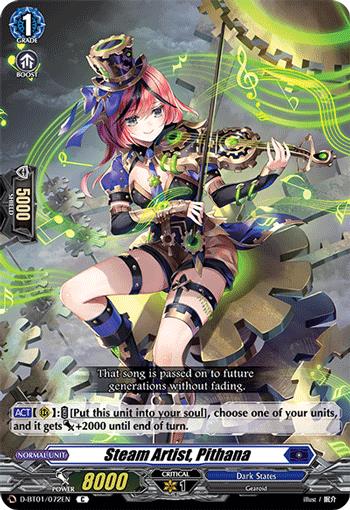 1
GRADE
BOOST
5000
SHIELD
That song is passed on to future
generations without fading.
ACT [ ]: [Put this unit into your soul], choose one of your units,
and it gets +2000 until end of turn.
NORMAL UNIT
Steam Artist, Pithana
POWER 8000
CRITICAL
1
Dark States
Gearoid
D-BT01/072EN C
illust / 匈介